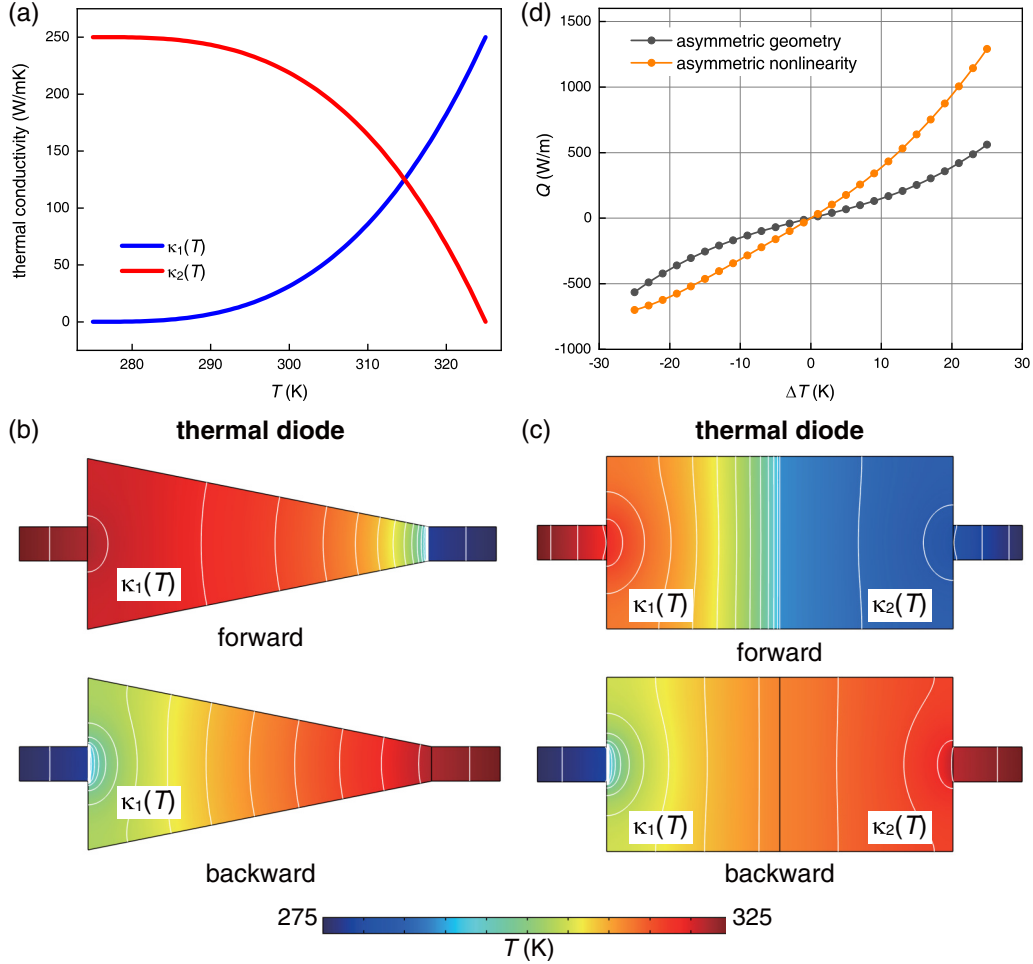 (a)
250
200
150
100
50
0
thermal conductivity (W/mK)
κ₁(T)
κ₂(T)
280
290
300
310
320
T (K)
(d)
1500
1000
500
0
-500
-1000
Q (W/m)
asymmetric geometry
asymmetric nonlinearity
-30
-20
-10
0
10
20
30
ΔT (K)
(b)
thermal diode
κ₁(T)
forward
κ₁(T)
backward
(c)
thermal diode
κ₁(T)
κ₂(T)
forward
κ₁(T)
κ₂(T)
backward
275
325
T (K)